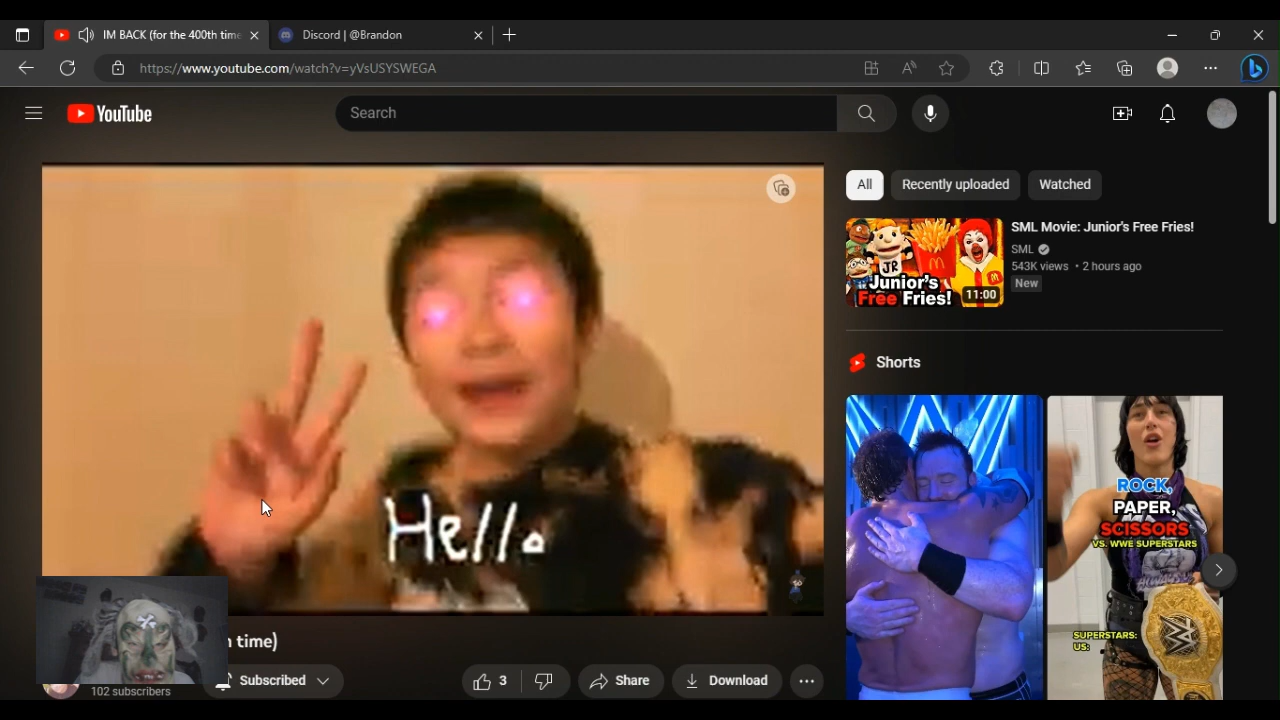 IM BACK (for the 400th time
Discord | @Brandon
https://www.youtube.com/watch?v=yVsUSYSWEGA
YouTube
Search
Hello
n time)
102 subscribers
Subscribed
3
Share
Download
All
Recently uploaded
Watched
JR
Junior's
Free Fries!
11:00
SML Movie: Junior's Free Fries!
SML
543K views • 2 hours ago
New
Shorts
ROCK,
PAPER,
SCISSORS
VS. WWE SUPERSTARS
SUPERSTARS:
US: